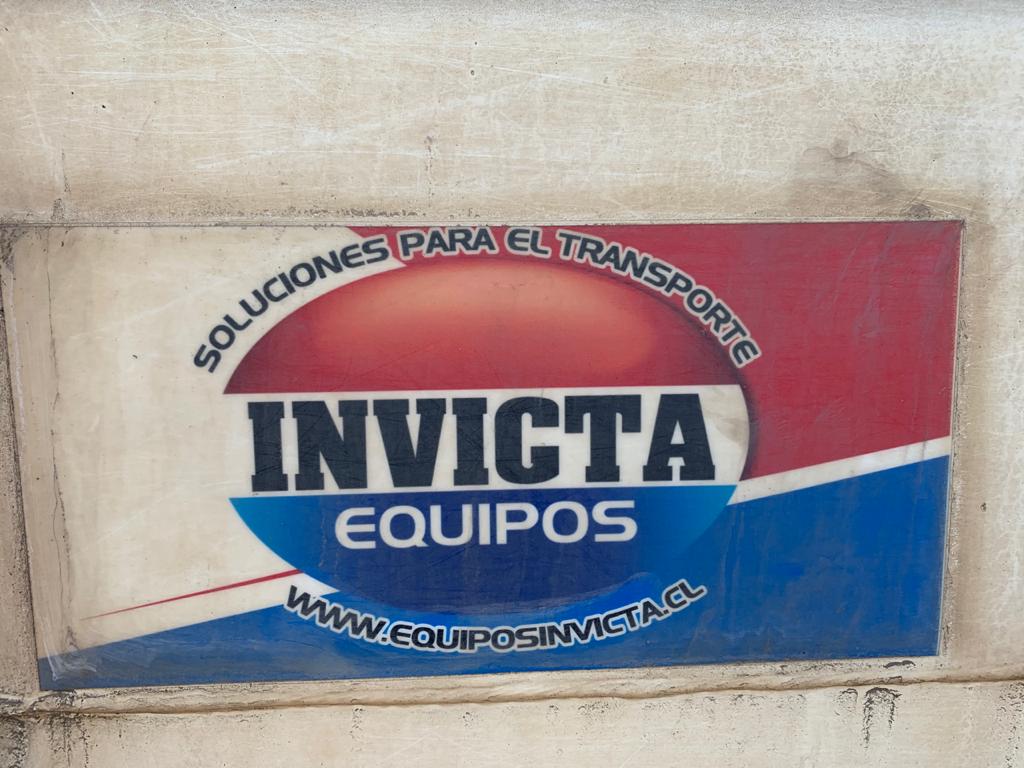 SOLUCIONES PARA EL TRANSPORTE
INVICTA
EQUIPOS
WWW.EQUIPOSINVICTA.CL